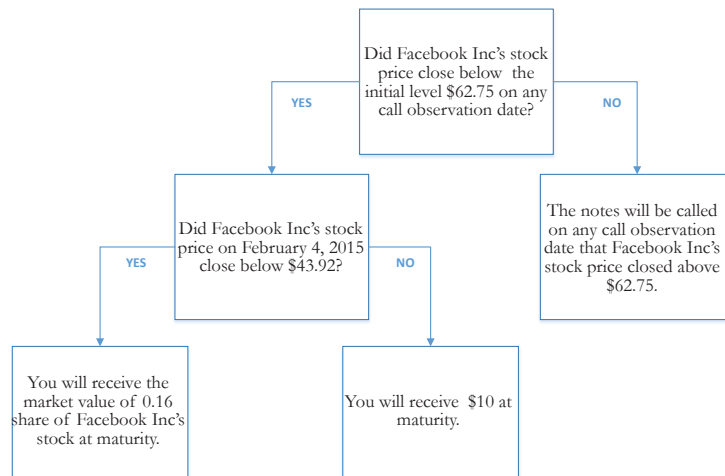 Did Facebook Inc's stock
price close below the
initial level $62.75 on any
call observation date?
YES
NO
Did Facebook Inc's stock
price on February 4, 2015
close below $43.92?
The notes will be called
on any call observation
date that Facebook Inc's
stock price closed above
$62.75.
YES
NO
You will receive the
market value of 0.16
share of Facebook Inc's
stock at maturity.
You will receive $10 at
maturity.